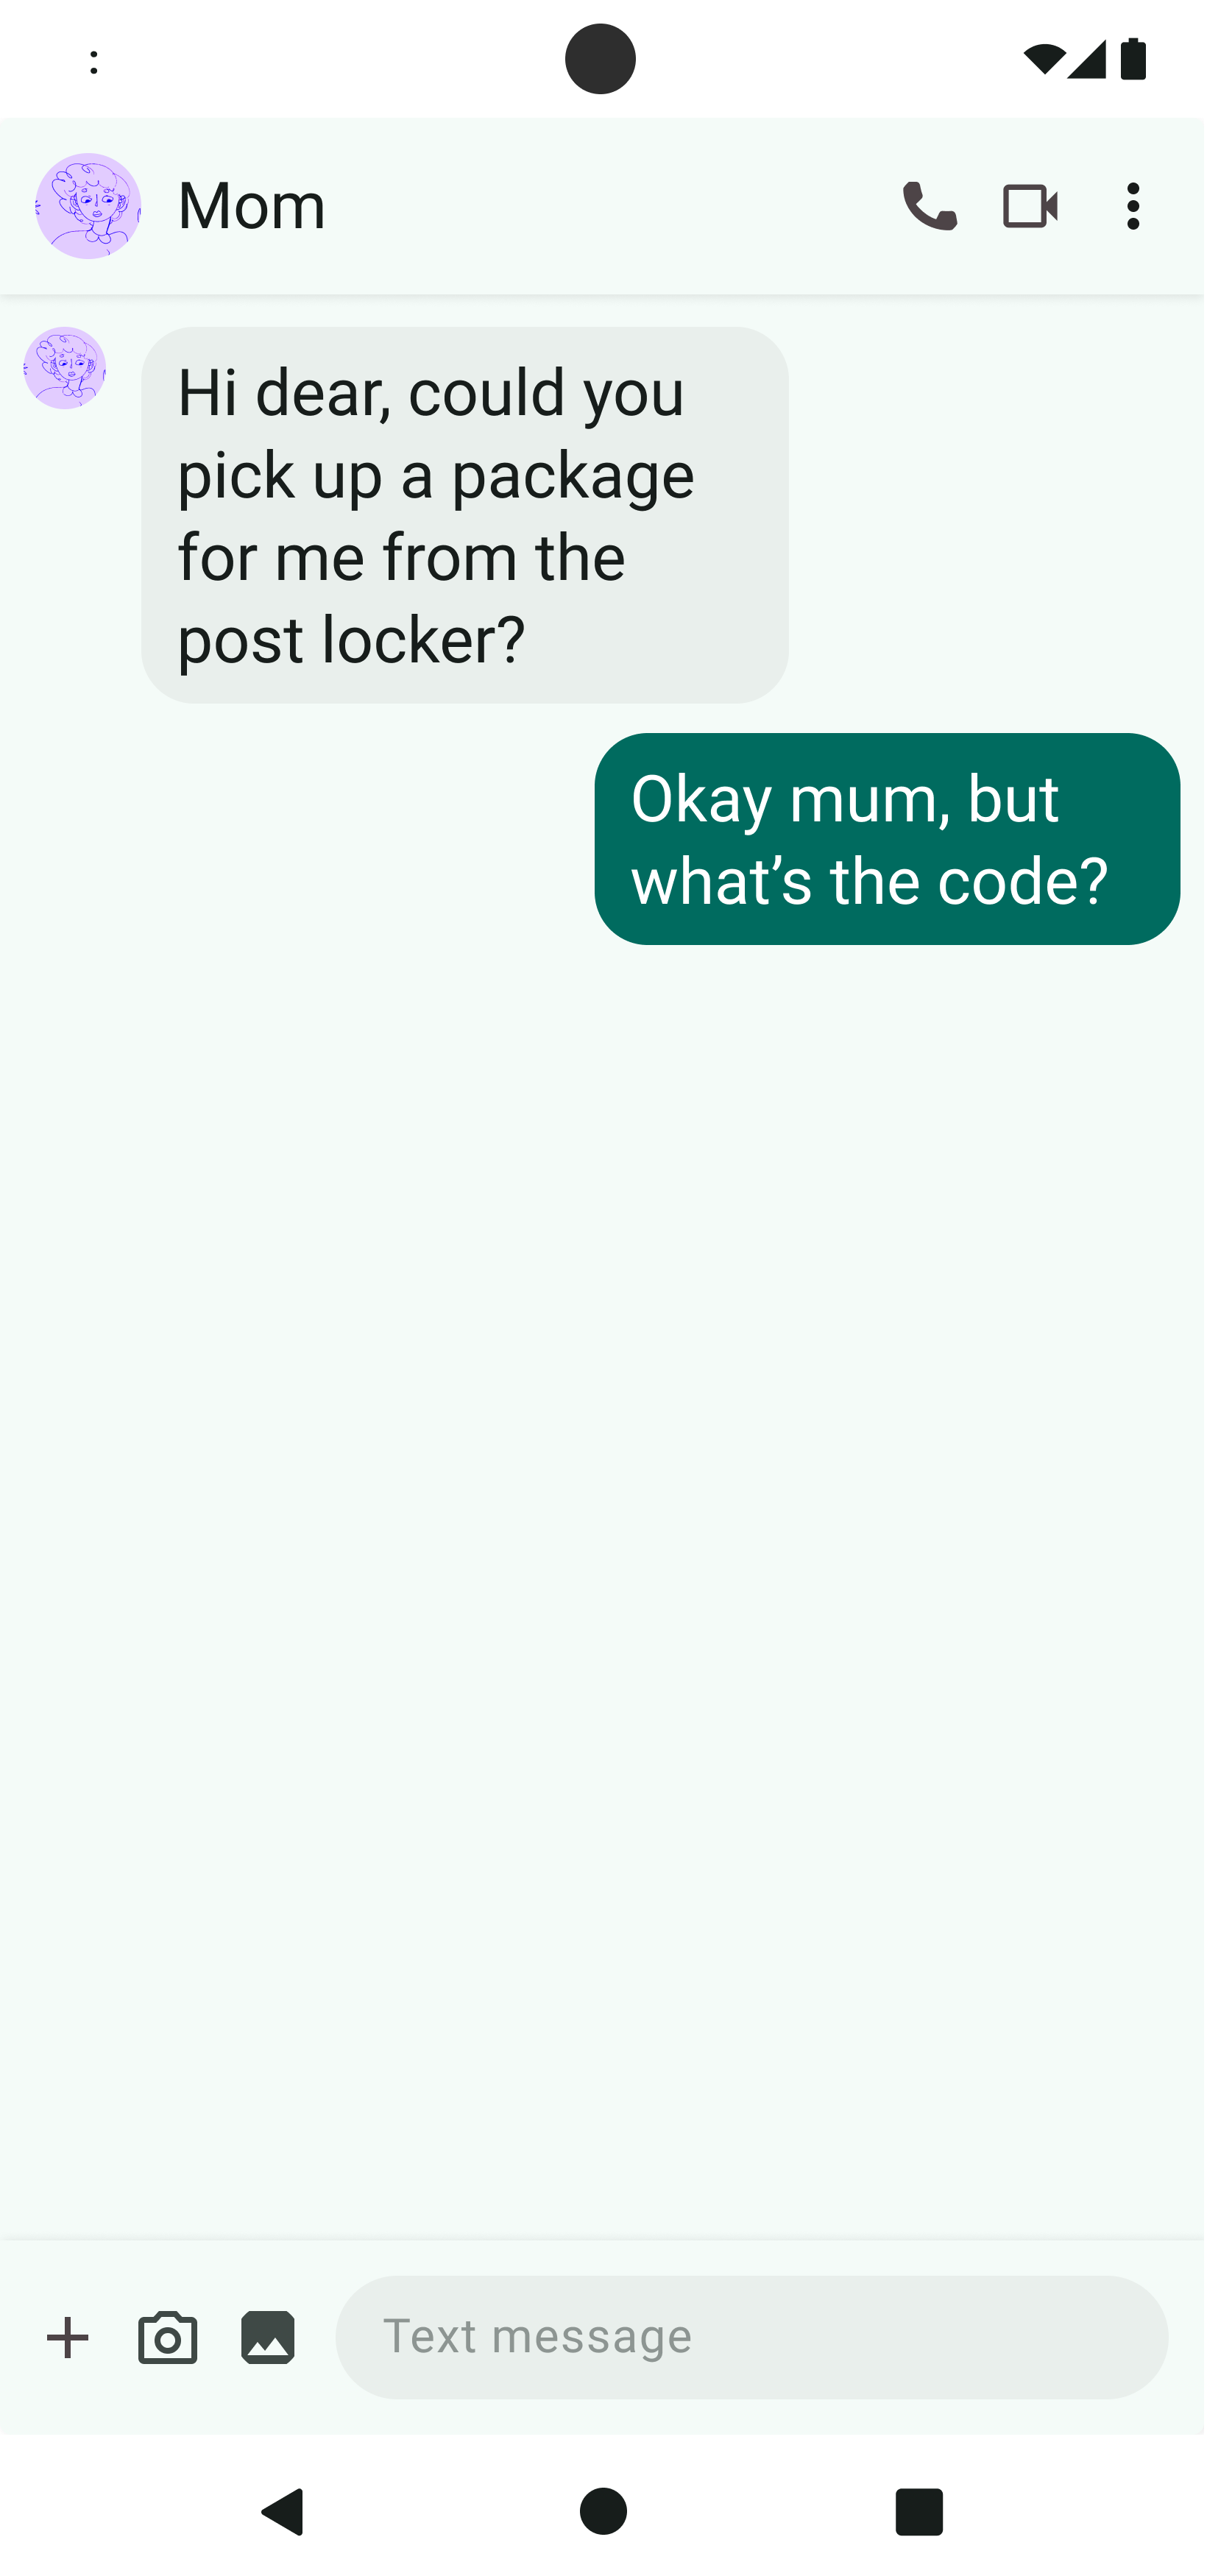 :
Mom
Hi dear, could you
pick up a package
for me from the
post locker?
Okay mum, but
what’s the code?
Text message